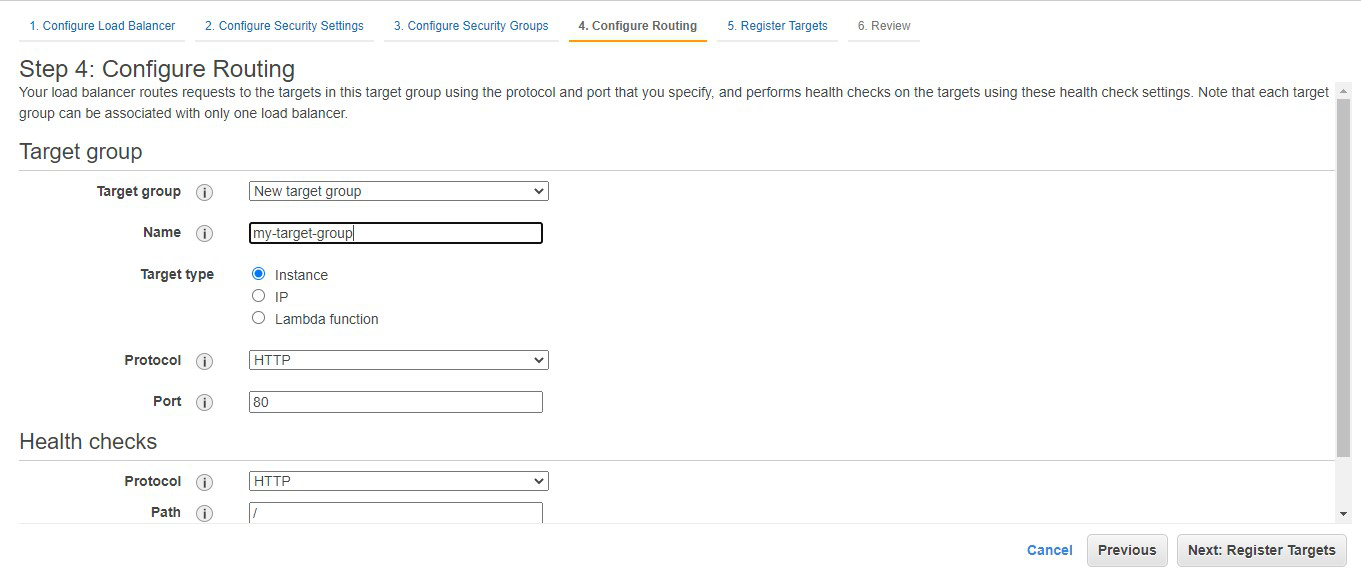 1. Configure Load Balancer 2. Configure Security Settings 3. Configure Security Groups 4. Configure Routing 5. Register Targets 6. Review
Step 4: Configure Routing
Your load balancer routes requests to the targets in this target group using the protocol and port that you specify, and performs health checks on the targets using these health check settings. Note that each target
group can be associated with only one load balancer.
Target group
Target group i New target group
Name i my-target-group
Target type Instance
IP
Lambda function
Protocol i HTTP
Port i 80
Health checks
Protocol i HTTP
Path i /
Cancel Previous Next: Register Targets